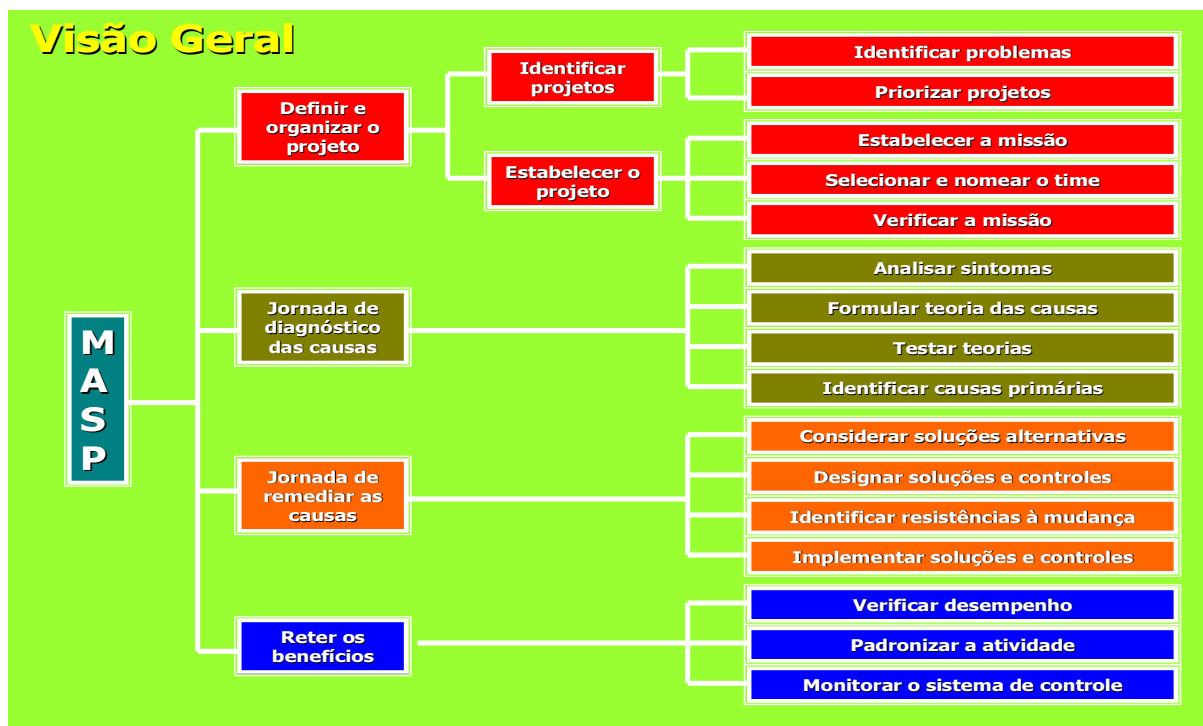 Visão Geral
M
A
S
P
Definir e
organizar o
projeto
Identificar
projetos
Identificar problemas
Priorizar projetos
Estabelecer o
projeto
Estabelecer a missão
Selecionar e nomear o time
Verificar a missão
Jornada de
diagnóstico
das causas
Analisar sintomas
Formular teoria das causas
Testar teorias
Identificar causas primárias
Jornada de
remediar as
causas
Considerar soluções alternativas
Designar soluções e controles
Identificar resistências à mudança
Implementar soluções e controles
Reter os
benefícios
Verificar desempenho
Padronizar a atividade
Monitorar o sistema de controle